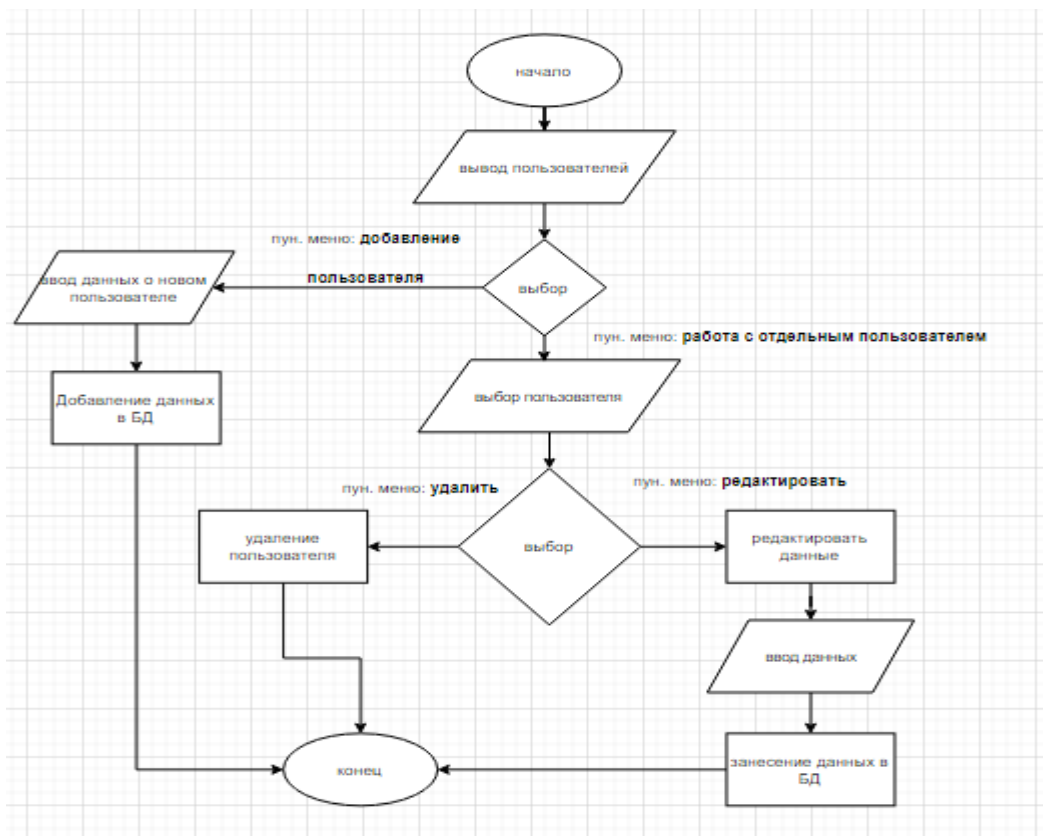 начало
вывод пользователей
пун. меню: добавление
пользователя
ввод данных о новом
пользователе
выбор
пун. меню: работа с отдельным пользователем
Добавление данных
в БД
выбор пользователя
пун. меню: удалить
пун. меню: редактировать
удаление
пользователя
выбор
редактировать
данные
ввод данных
конец
занесение данных в
БД